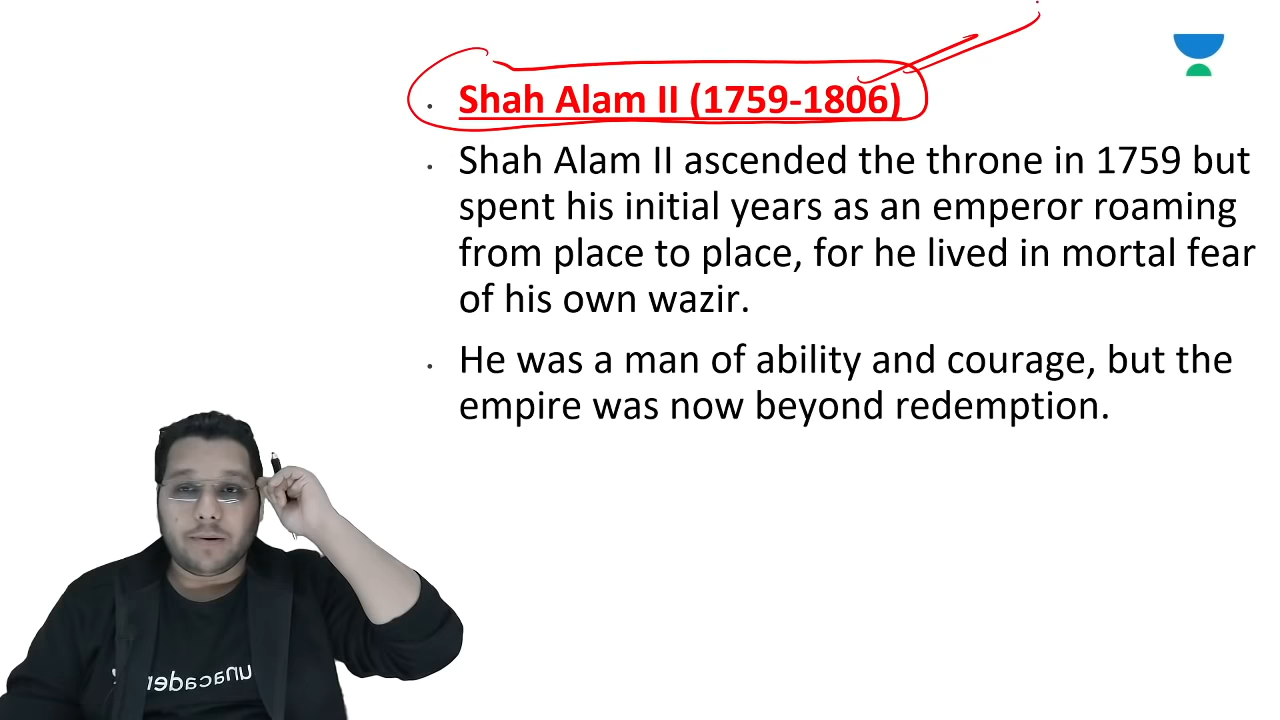 Shah Alam II (1759-1806)
Shah Alam II ascended the throne in 1759 but
spent his initial years as an emperor roaming
from place to place, for he lived in mortal fear
of his own wazir.
He was a man of ability and courage, but the
empire was now beyond redemption.